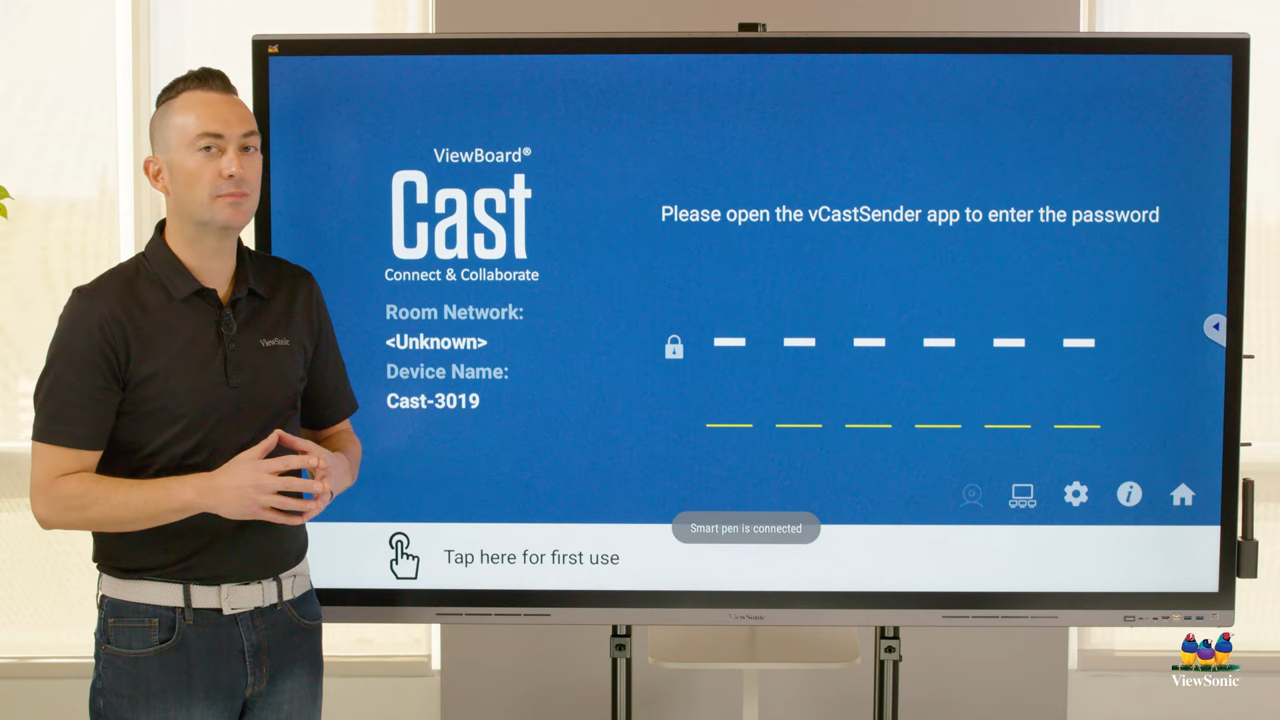 ViewBoard®
Cast
Connect & Collaborate
Room Network:
<Unknown>
Device Name:
Cast-3019
Please open the vCastSender app to enter the password
Smart pen is connected
Tap here for first use
ViewSonic
ViewSonic
ViewSonic